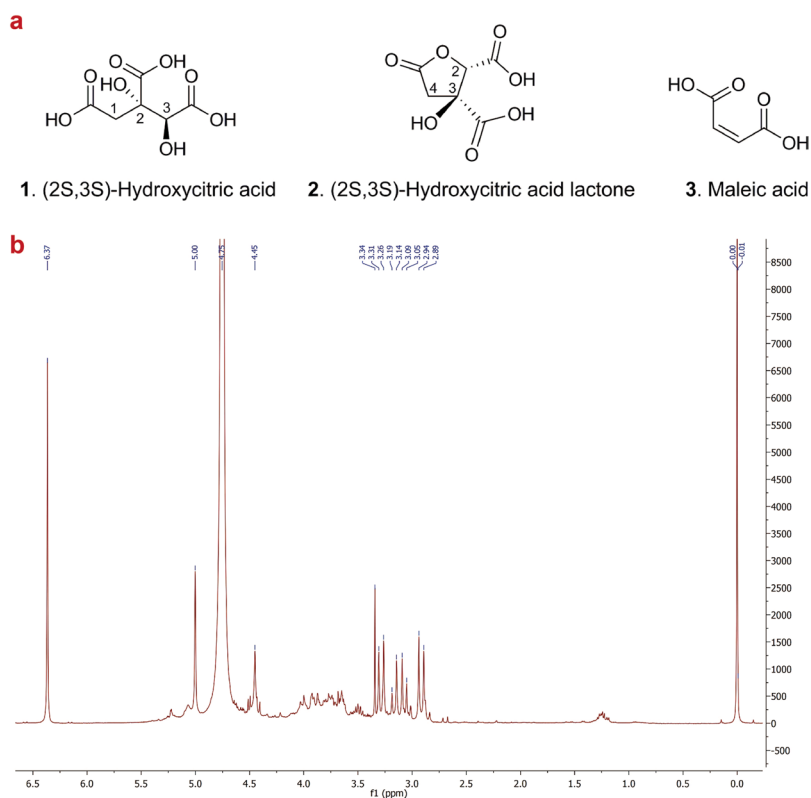 a
O
OH
O
HO
O
HO
1
2
3
OH
OH
1. (2S,3S)-Hydroxycitric acid
O
O
O
2
OH
4
3
HO
OH
O
2. (2S,3S)-Hydroxycitric acid lactone
HO
O
O
OH
3. Maleic acid
b
6.37
5.00
4.75
4.45
3.34
3.31
3.26
3.19
3.14
3.09
3.05
2.94
2.89
0.00
-0.01
8500
8000
7500
7000
6500
6000
5500
5000
4500
4000
3500
3000
2500
2000
1500
1000
500
0
-500
6.5 6.0 5.5 5.0 4.5 4.0 3.5 3.0 2.5 2.0 1.5 1.0 0.5 0.0
f1 (ppm)